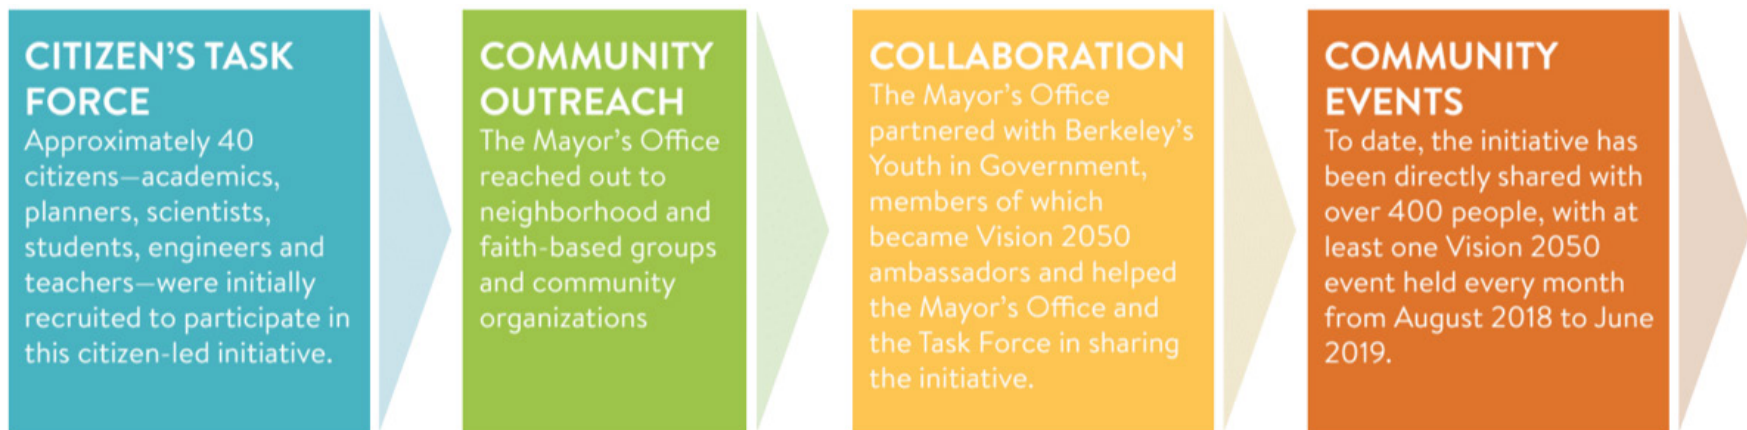 CITIZEN'S TASK
FORCE
Approximately 40
citizens—academics,
planners, scientists,
students, engineers and
teachers—were initially
recruited to participate in
this citizen-led initiative.
COMMUNITY
OUTREACH
The Mayor's Office
reached out to
neighborhood and
faith-based groups
and community
organizations
COLLABORATION
The Mayor's Office
partnered with Berkeley's
Youth in Government,
members of which
became Vision 2050
ambassadors and helped
the Mayor's Office and
the Task Force in sharing
the initiative.
COMMUNITY
EVENTS
To date, the initiative has
been directly shared with
over 400 people, with at
least one Vision 2050
event held every month
from August 2018 to June
2019.